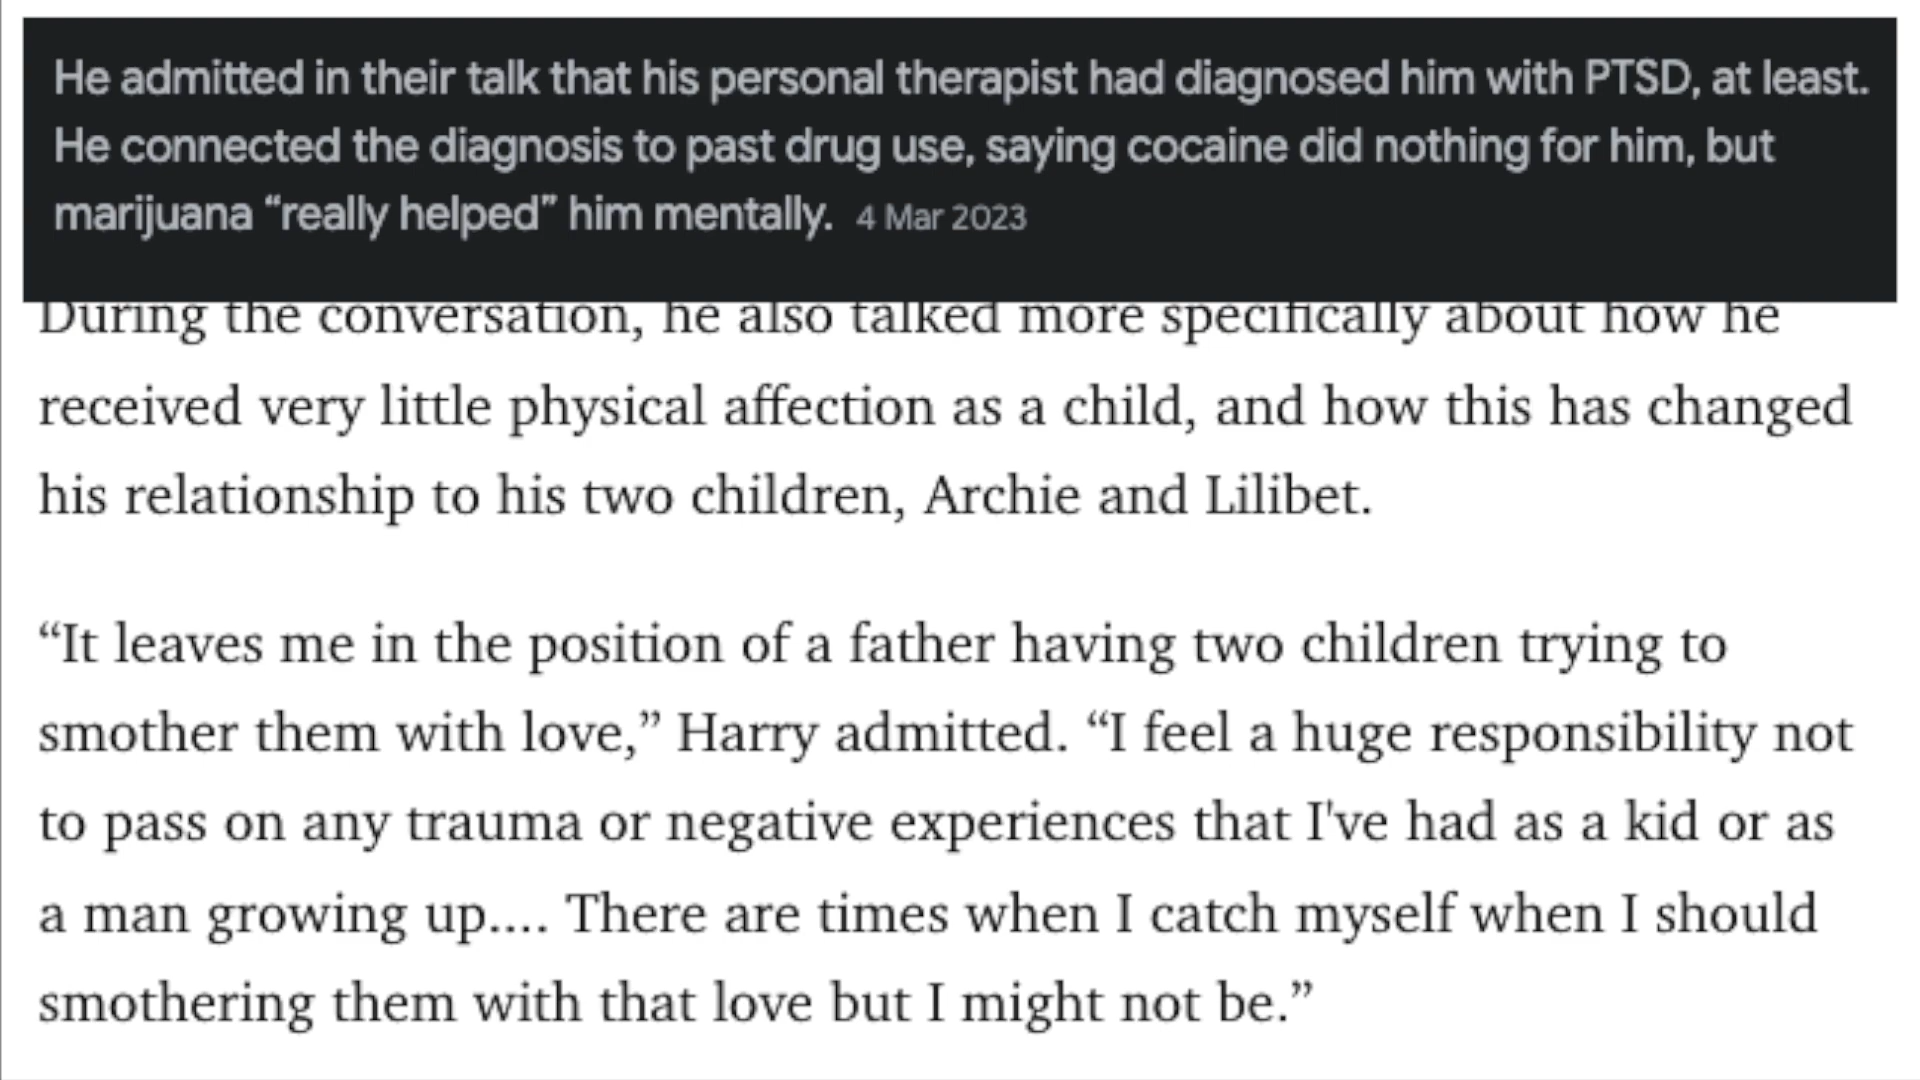 He admitted in their talk that his personal therapist had diagnosed him with PTSD, at least.
He connected the diagnosis to past drug use, saying cocaine did nothing for him, but
marijuana “really helped” him mentally. 4 Mar 2023
During the conversation, he also talked more specifically about how he
received very little physical affection as a child, and how this has changed
his relationship to his two children, Archie and Lilibet.
“It leaves me in the position of a father having two children trying to
smother them with love,” Harry admitted. “I feel a huge responsibility not
to pass on any trauma or negative experiences that I've had as a kid or as
a man growing up.... There are times when I catch myself when I should
smothering them with that love but I might not be.”